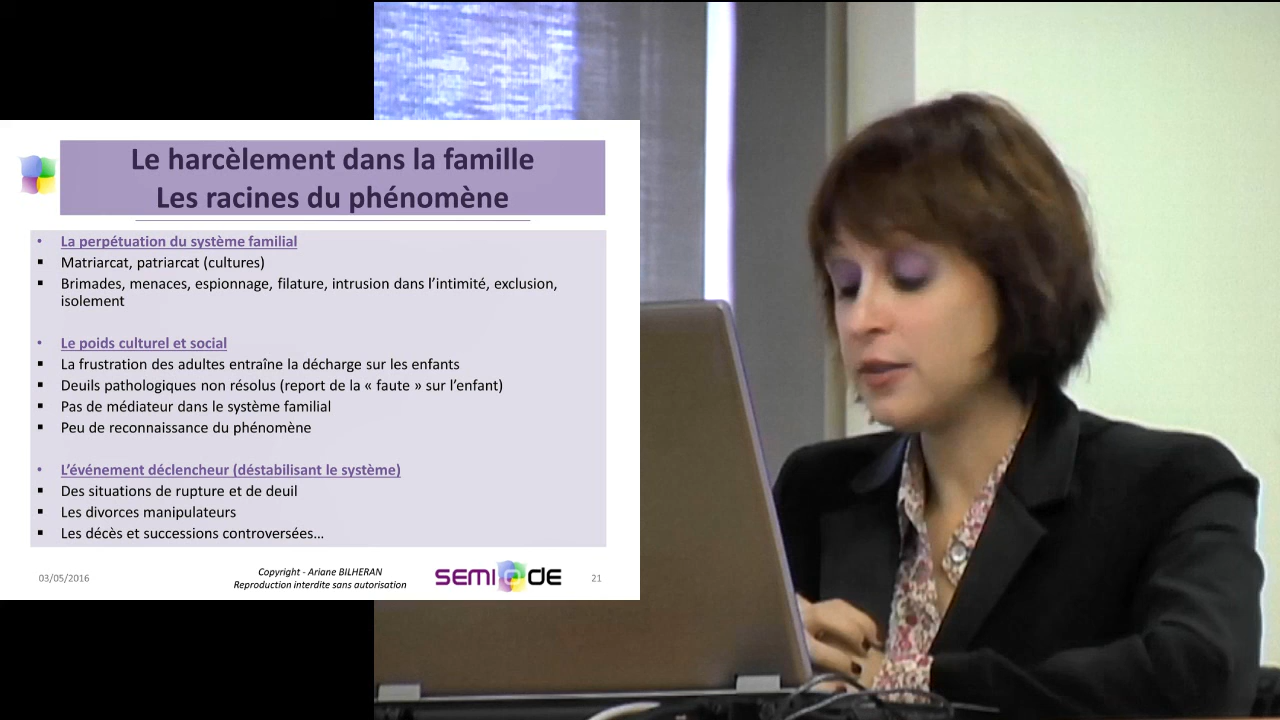 Le harcèlement dans la famille
Les racines du phénomène
• La perpétuation du système familial
▪ Matriarcat, patriarcat (cultures)
▪ Brimades, menaces, espionnage, filature, intrusion dans l’intimité, exclusion,
isolement
• Le poids culturel et social
▪ La frustration des adultes entraîne la décharge sur les enfants
▪ Deuils pathologiques non résolus (report de la « faute » sur l’enfant)
▪ Pas de médiateur dans le système familial
▪ Peu de reconnaissance du phénomène
• L’événement déclencheur (déstabilisant le système)
▪ Des situations de rupture et de deuil
▪ Les divorces manipulateurs
▪ Les décès et successions controversées…
03/05/2016
Copyright - Ariane BILHERAN
Reproduction interdite sans autorisation
SEMIODE
21